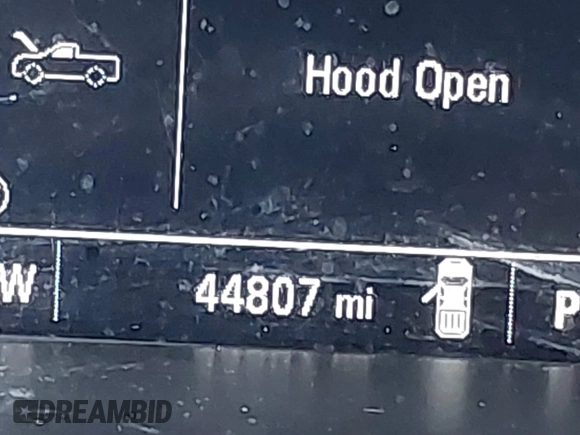 Hood Open
W
44807 mi
P
DREAMBID